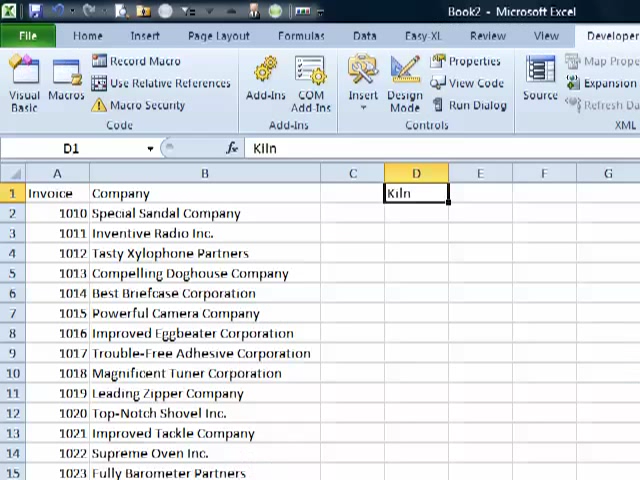 Book2 - Microsoft Excel
File Home Insert Page Layout Formulas Data Easy-XL Review View Developer
Visual Basic
Macros
Record Macro
Use Relative References
Macro Security
Code
Add-Ins
COM Add-Ins
Add-Ins
Insert
Design Mode
Properties
View Code
Run Dialog
Controls
Source
Map Prope
Expansion
Refresh Da
XML
D1 fx Kiln
A B C D E F G
1 Invoice Company Kiln
2 1010 Special Sandal Company
3 1011 Inventive Radio Inc.
4 1012 Tasty Xylophone Partners
5 1013 Compelling Doghouse Company
6 1014 Best Briefcase Corporation
7 1015 Powerful Camera Company
8 1016 Improved Eggbeater Corporation
9 1017 Trouble-Free Adhesive Corporation
10 1018 Magnificent Tuner Corporation
11 1019 Leading Zipper Company
12 1020 Top-Notch Shovel Inc.
13 1021 Improved Tackle Company
14 1022 Supreme Oven Inc.
15 1023 Fully Barometer Partners